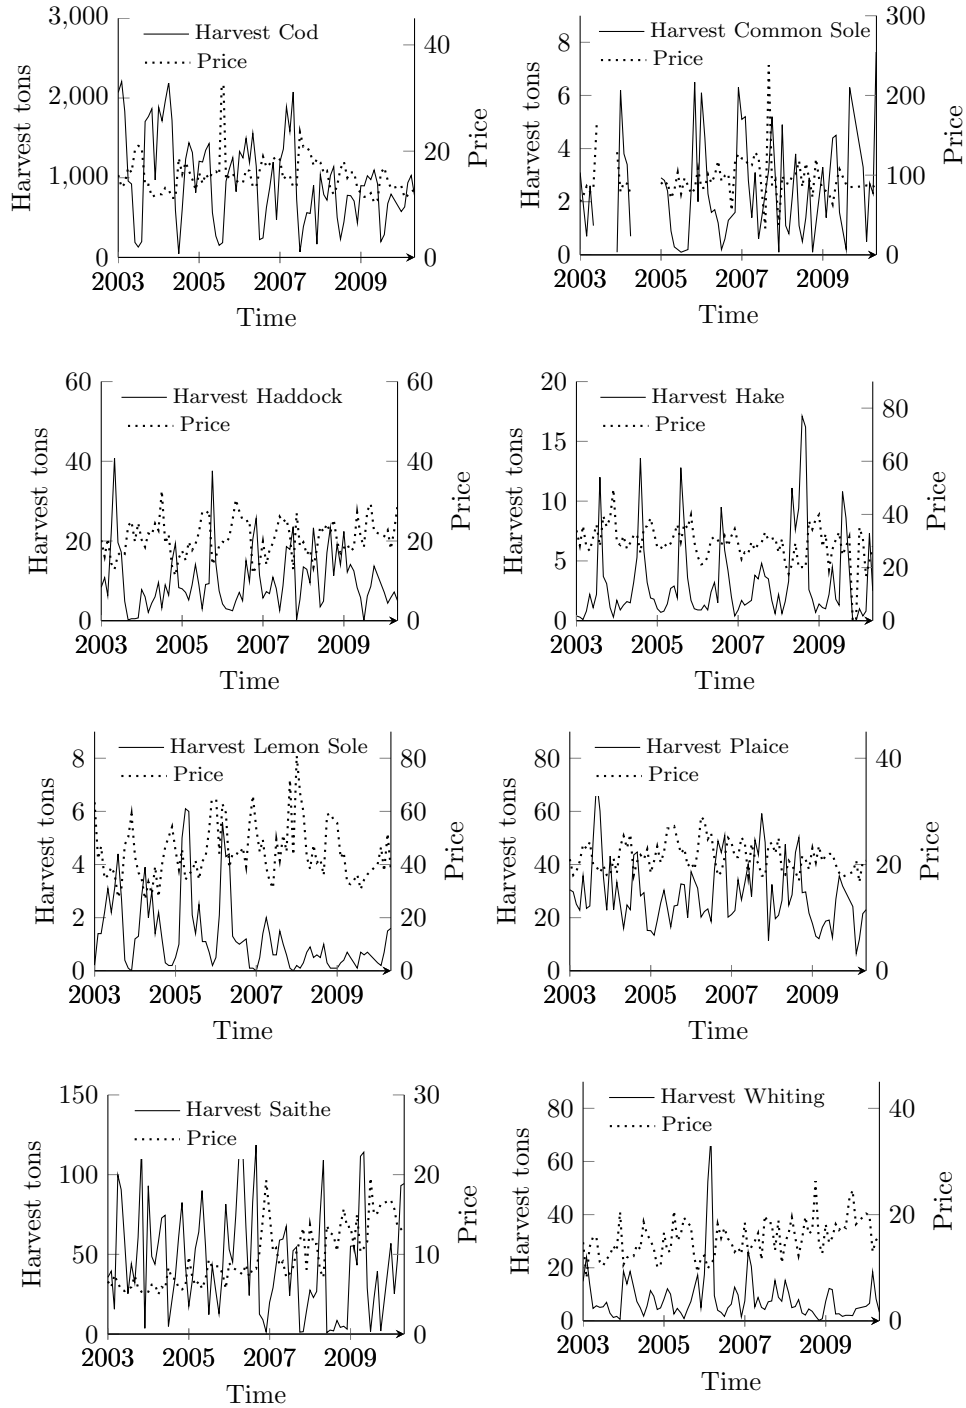 3,000
2,000
1,000
0
40
20
0
Harvest Cod
Price
Harvest tons
Price
2003 2005 2007 2009
Time
8
6
4
2
0
300
200
100
0
Harvest Common Sole
Price
Harvest tons
Price
2003 2005 2007 2009
Time
60
40
20
0
60
40
20
0
Harvest Haddock
Price
Harvest tons
Price
2003 2005 2007 2009
Time
20
15
10
5
0
80
60
40
20
0
Harvest Hake
Price
Harvest tons
Price
2003 2005 2007 2009
Time
8
6
4
2
0
80
60
40
20
0
Harvest Lemon Sole
Price
Harvest tons
Price
2003 2005 2007 2009
Time
80
60
40
20
0
40
20
0
Harvest Plaice
Price
Harvest tons
Price
2003 2005 2007 2009
Time
150
100
50
0
30
20
10
0
Harvest Saithe
Price
Harvest tons
Price
2003 2005 2007 2009
Time
80
60
40
20
0
40
20
0
Harvest Whiting
Price
Harvest tons
Price
2003 2005 2007 2009
Time